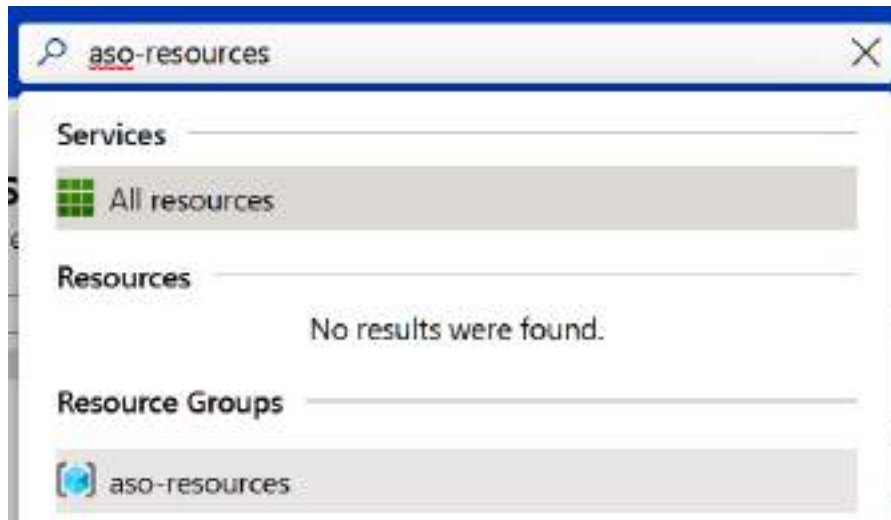 aso-resources
Services
All resources
Resources
No results were found.
Resource Groups
aso-resources